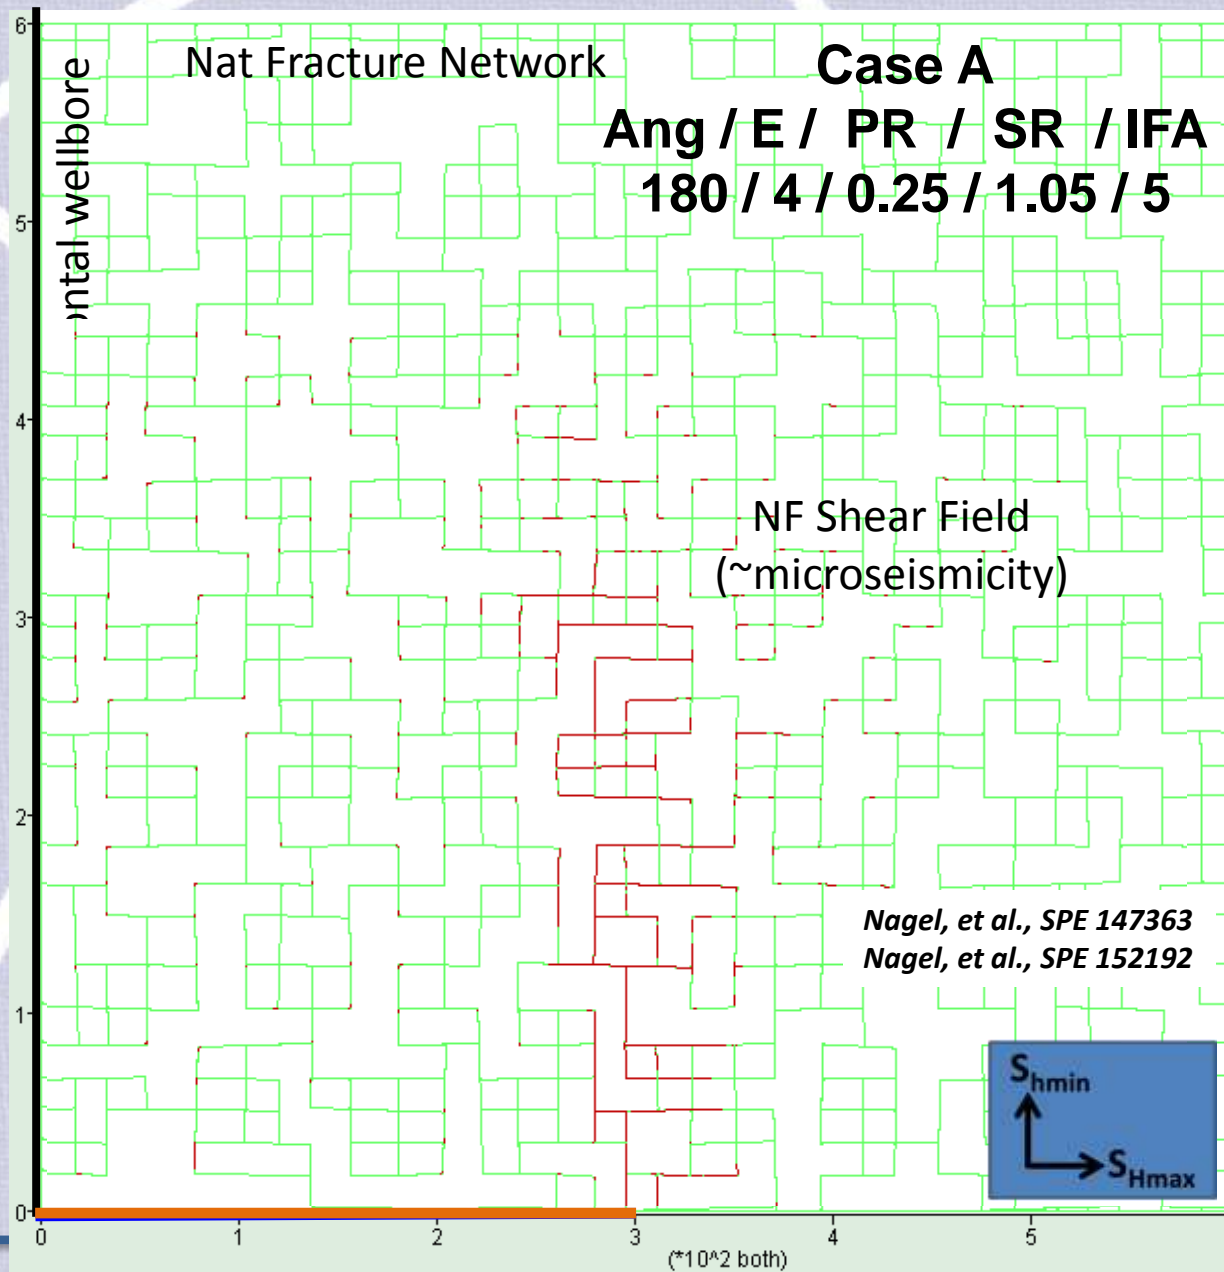 Nat Fracture Network
Case A
Ang / E / PR / SR / IFA
180 / 4 / 0.25 / 1.05 / 5
ontal wellbore
NF Shear Field
(~microseismicity)
Nagel, et al., SPE 147363
Nagel, et al., SPE 152192
Shmin
SHmax
6
5
4
3
2
1
0
0 1 2 3 4 5
(*10^2 both)